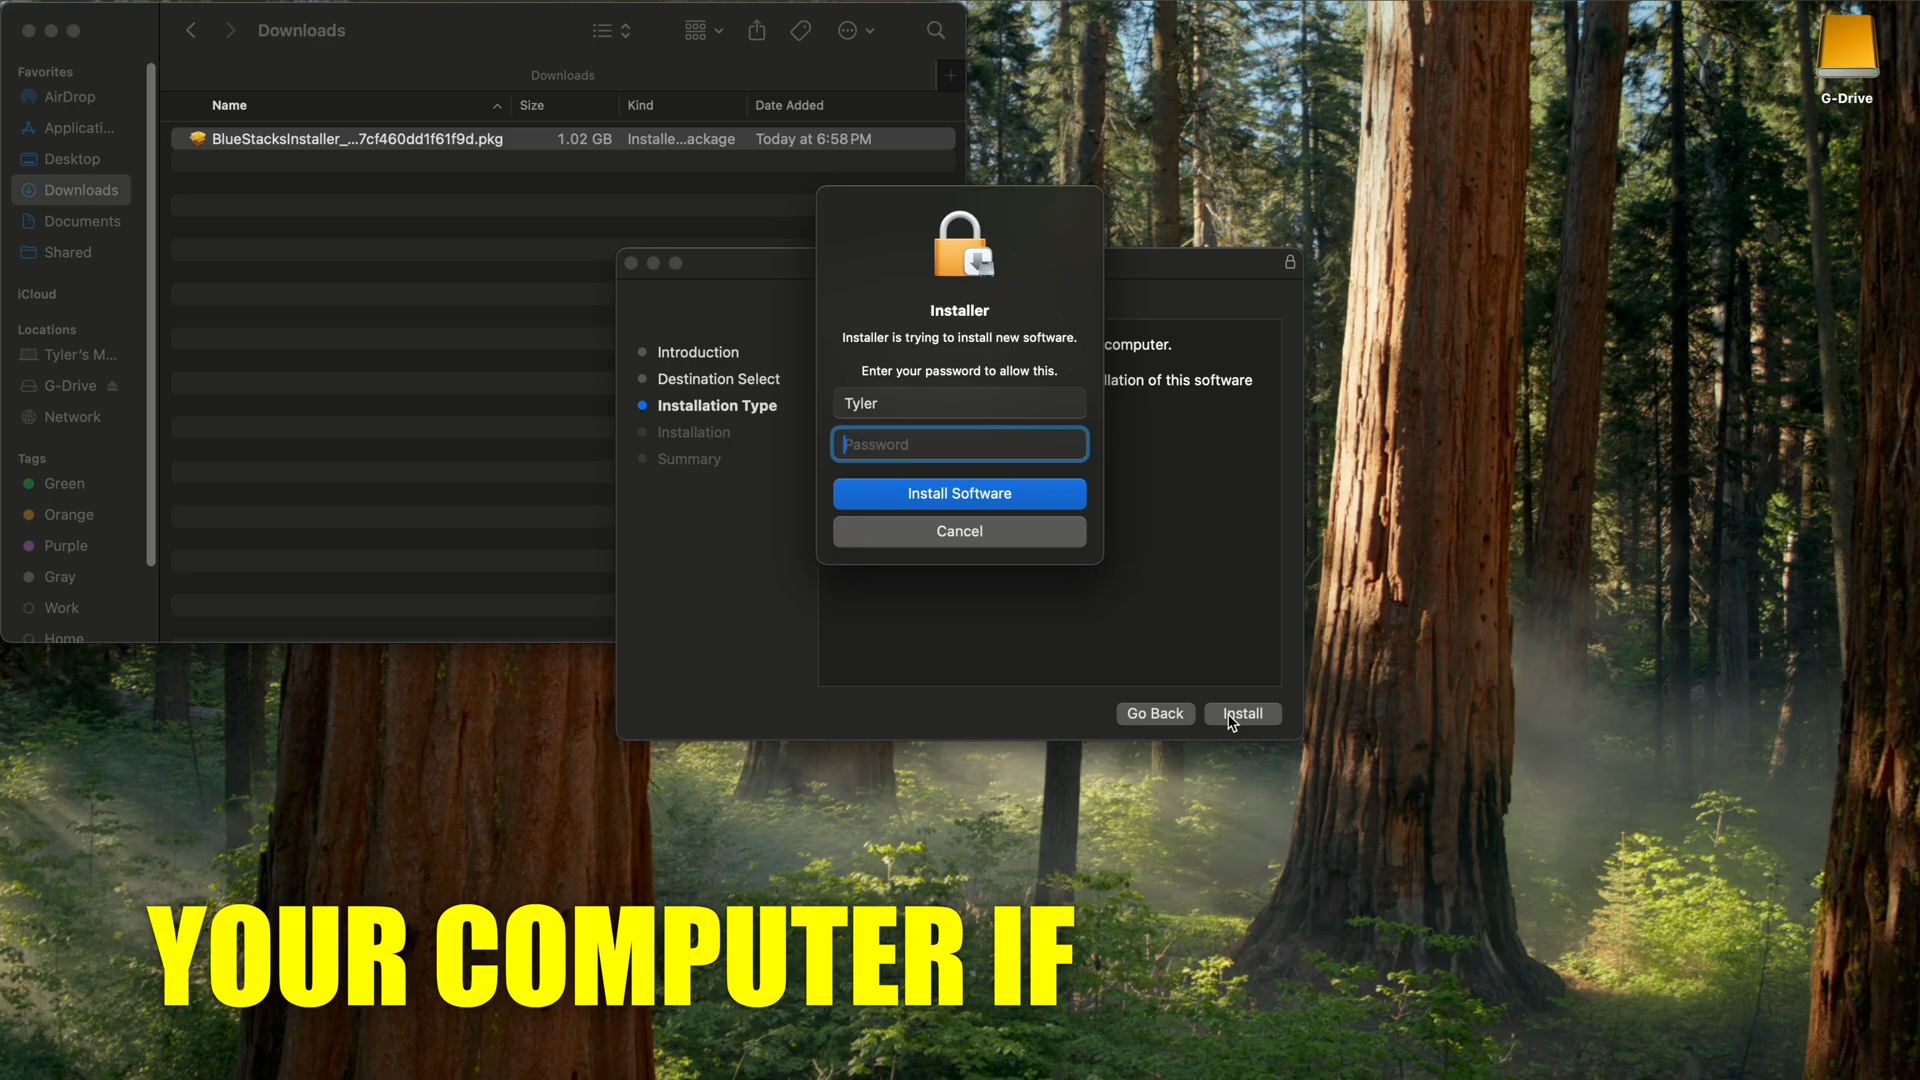 Downloads
Downloads
Favorites
AirDrop
Applicati...
Desktop
Downloads
Documents
Shared
iCloud
Locations
Tyler's M...
G-Drive
Network
Tags
Green
Orange
Purple
Gray
Work
Home
Name
Size
Kind
Date Added
BlueStacksInstaller_...7cf460dd1f61f9d.pkg
1.02 GB
Installe...ackage
Today at 6:58 PM
Introduction
Destination Select
Installation Type
Installation
Summary
computer.
llation of this software
Go Back
Install
Installer
Installer is trying to install new software.
Enter your password to allow this.
Tyler
Password
Install Software
Cancel
G-Drive
YOUR COMPUTER IF